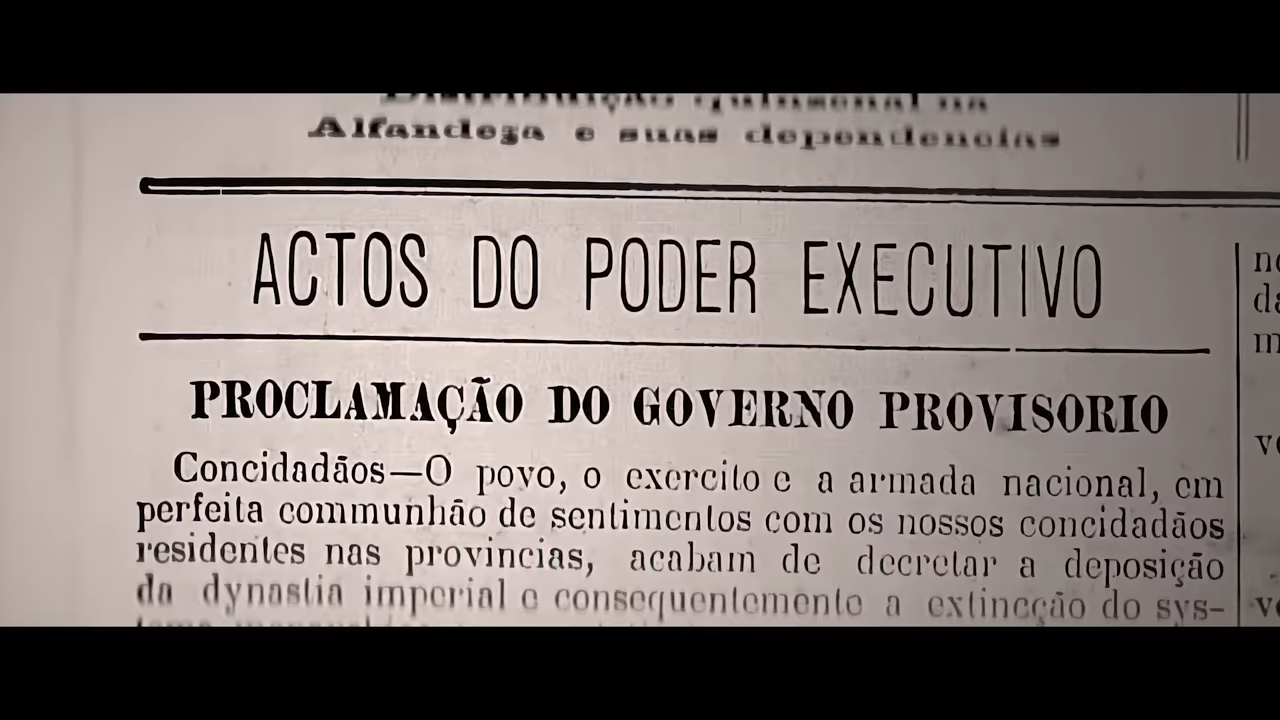 na
Alfandega e suas dependencias
ACTOS DO PODER EXECUTIVO
PROCLAMAÇÃO DO GOVERNO PROVISORIO
Concidadãos—O povo, o exercito e a armada nacional, em
perfeita communhão de sentimentos com os nossos concidadãos
residentes nas provincias, acabam de decretar a deposição
da dynastia imperial e consequentemente a extincção do sys-